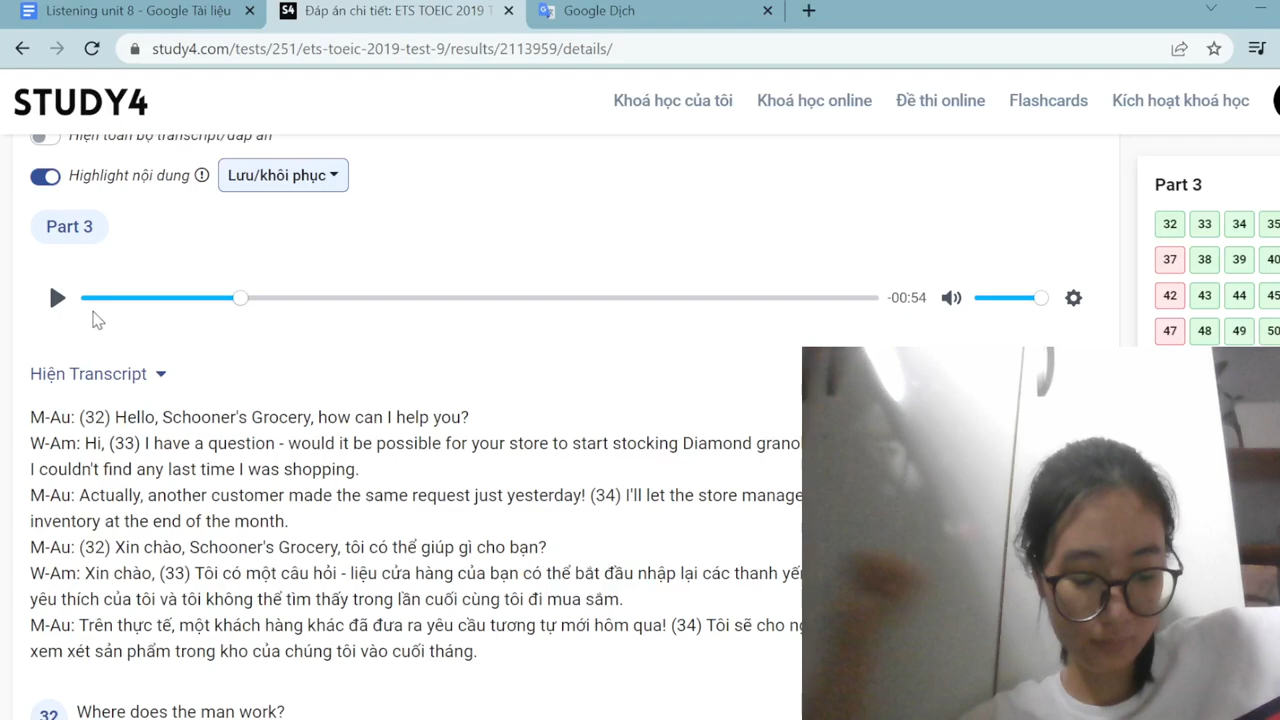 Listening unit 8 - Google Tài liệu
Đáp án chi tiết: ETS TOEIC 2019
Google Dịch
study4.com/tests/251/ets-toeic-2019-test-9/results/2113959/details/
STUDY4
Khoá học của tôi
Khoá học online
Đề thi online
Flashcards
Kích hoạt khoá học
Hiện toàn bộ transcript/đáp án
Highlight nội dung
Lưu/khôi phục
Part 3
-00:54
Hiện Transcript
M-Au: (32) Hello, Schooner's Grocery, how can I help you?
W-Am: Hi, (33) I have a question - would it be possible for your store to start stocking Diamond
I couldn't find any last time I was shopping.
M-Au: Actually, another customer made the same request just yesterday! (34) I'll let the store
inventory at the end of the month.
M-Au: (32) Xin chào, Schooner's Grocery, tôi có thể giúp gì cho bạn?
W-Am: Xin chào, (33) Tôi có một câu hỏi - liệu cửa hàng của bạn có thể bắt đầu nhập lại các thanh
yêu thích của tôi và tôi không thể tìm thấy trong lần cuối cùng tôi đi mua sắm.
M-Au: Trên thực tế, một khách hàng khác đã đưa ra yêu cầu tương tự mới hôm qua! (34) Tôi sẽ cho
xem xét sản phẩm trong kho của chúng tôi vào cuối tháng.
32 Where does the man work?
Part 3
32 33 34 35
37 38 39 40
42 43 44 45
47 48 49 50